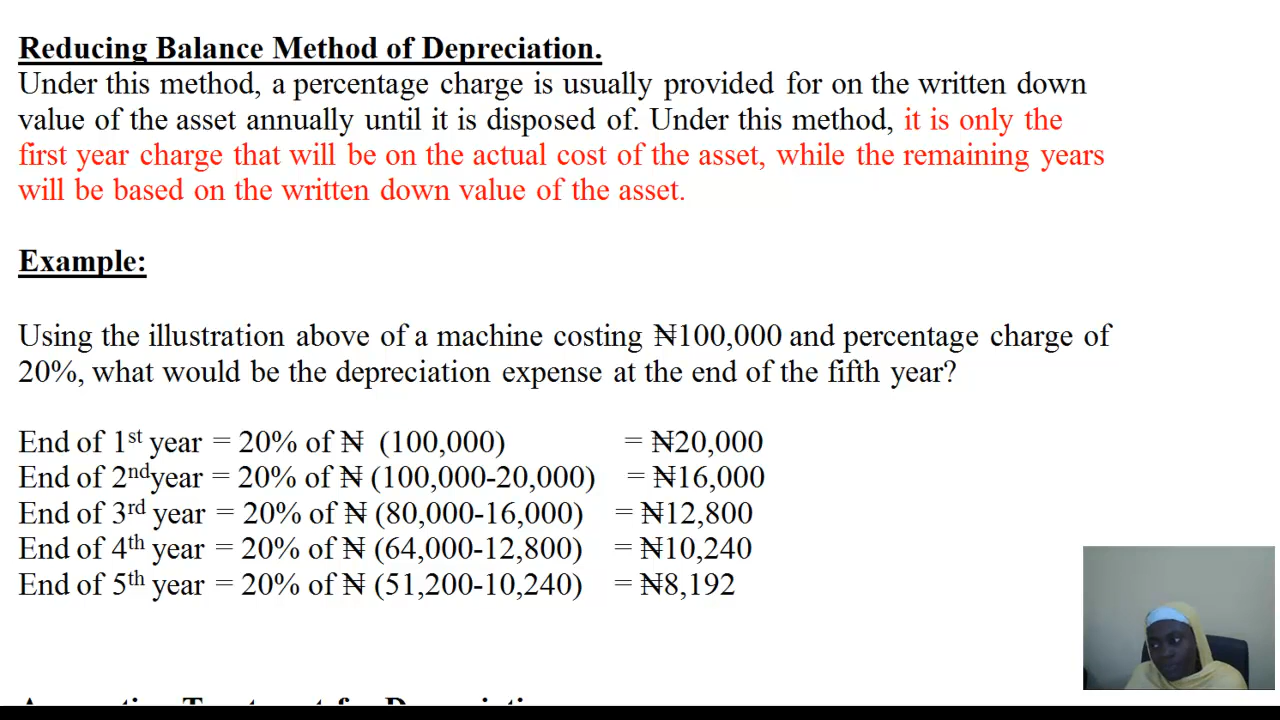 Reducing Balance Method of Depreciation.
Under this method, a percentage charge is usually provided for on the written down
value of the asset annually until it is disposed of. Under this method, it is only the
first year charge that will be on the actual cost of the asset, while the remaining years
will be based on the written down value of the asset.
Example:
Using the illustration above of a machine costing ₦100,000 and percentage charge of
20%, what would be the depreciation expense at the end of the fifth year?
End of 1st year = 20% of ₦ (100,000) = ₦20,000
End of 2ndyear = 20% of ₦ (100,000-20,000) = ₦16,000
End of 3rd year = 20% of ₦ (80,000-16,000) = ₦12,800
End of 4th year = 20% of ₦ (64,000-12,800) = ₦10,240
End of 5th year = 20% of ₦ (51,200-10,240) = ₦8,192